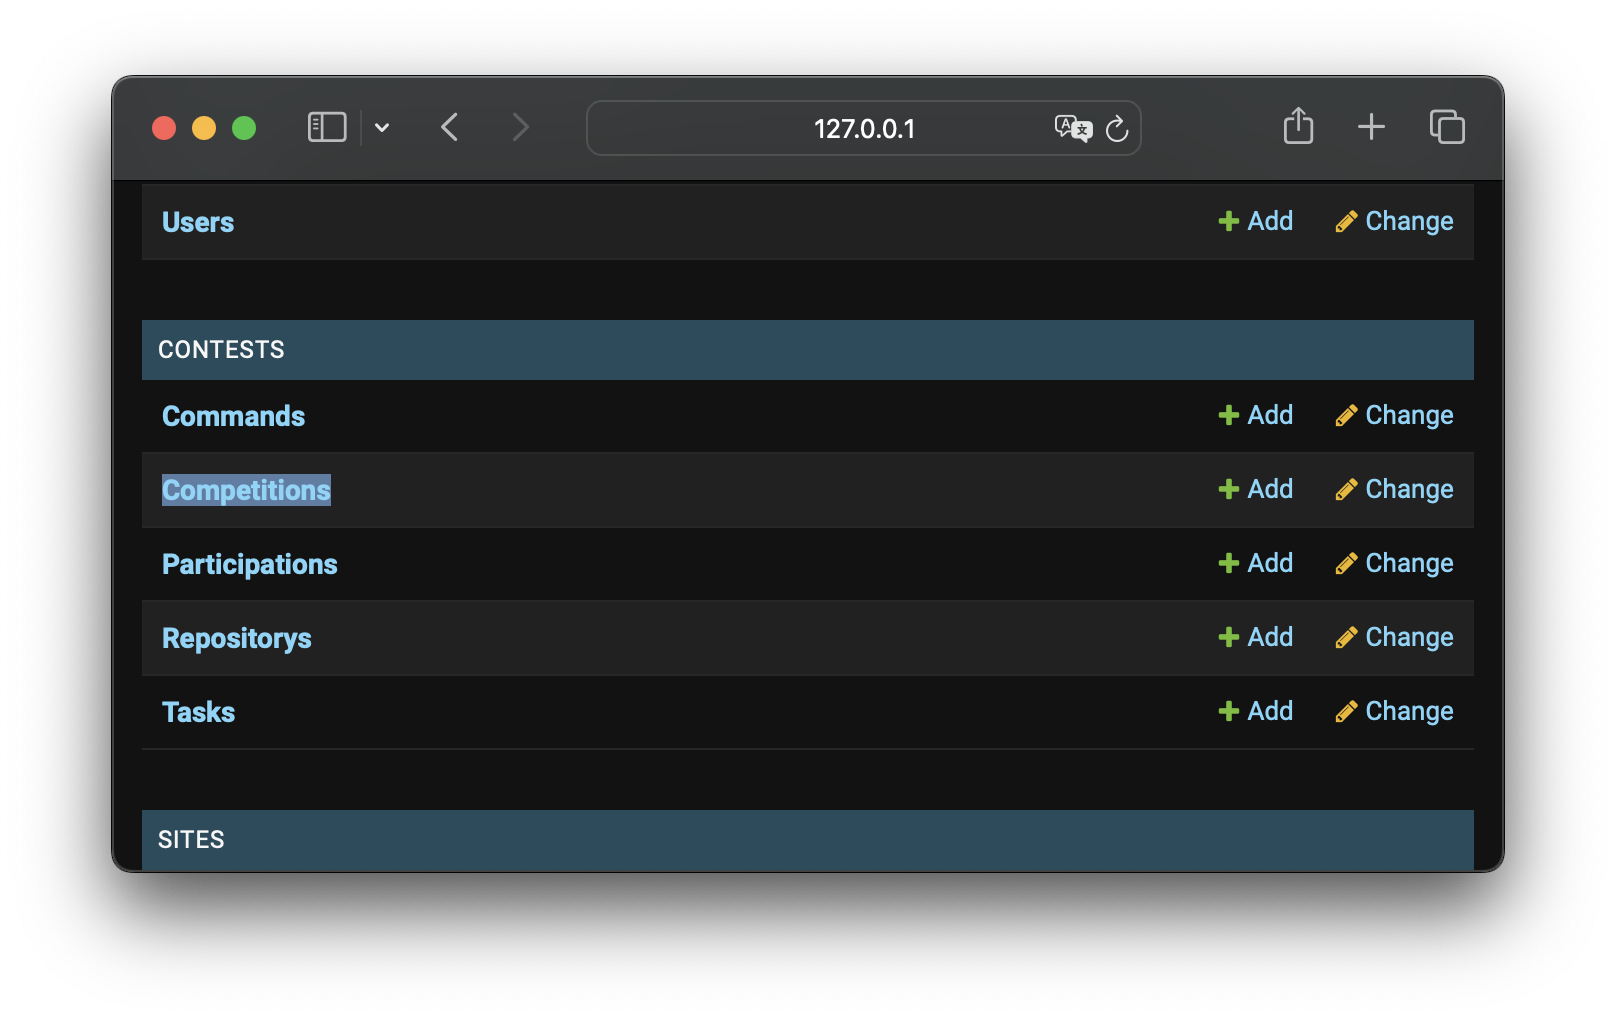 127.0.0.1
Users Add Change
CONTESTS
Commands Add Change
Competitions Add Change
Participations Add Change
Repositorys Add Change
Tasks Add Change
SITES